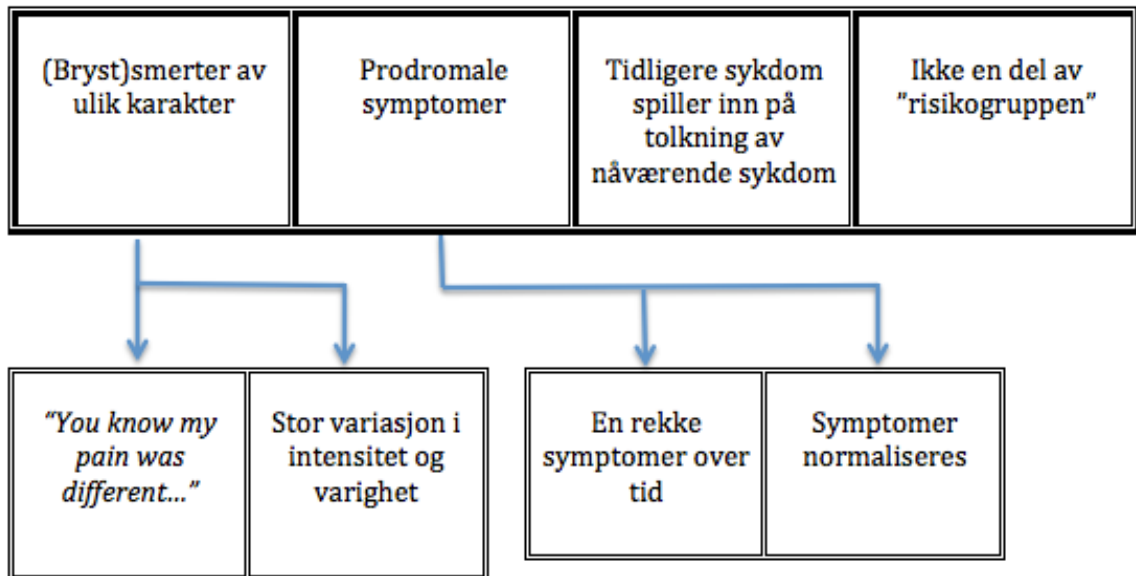 (Bryst)smerter av
ulik karakter
Prodromale
symptomer
Tidligere sykdom
spiller inn på
tolkning av
nåværende sykdom
Ikke en del av
”risikogruppen”
“You know my
pain was
different…”
Stor variasjon i
intensitet og
varighet
En rekke
symptomer over
tid
Symptomer
normaliseres